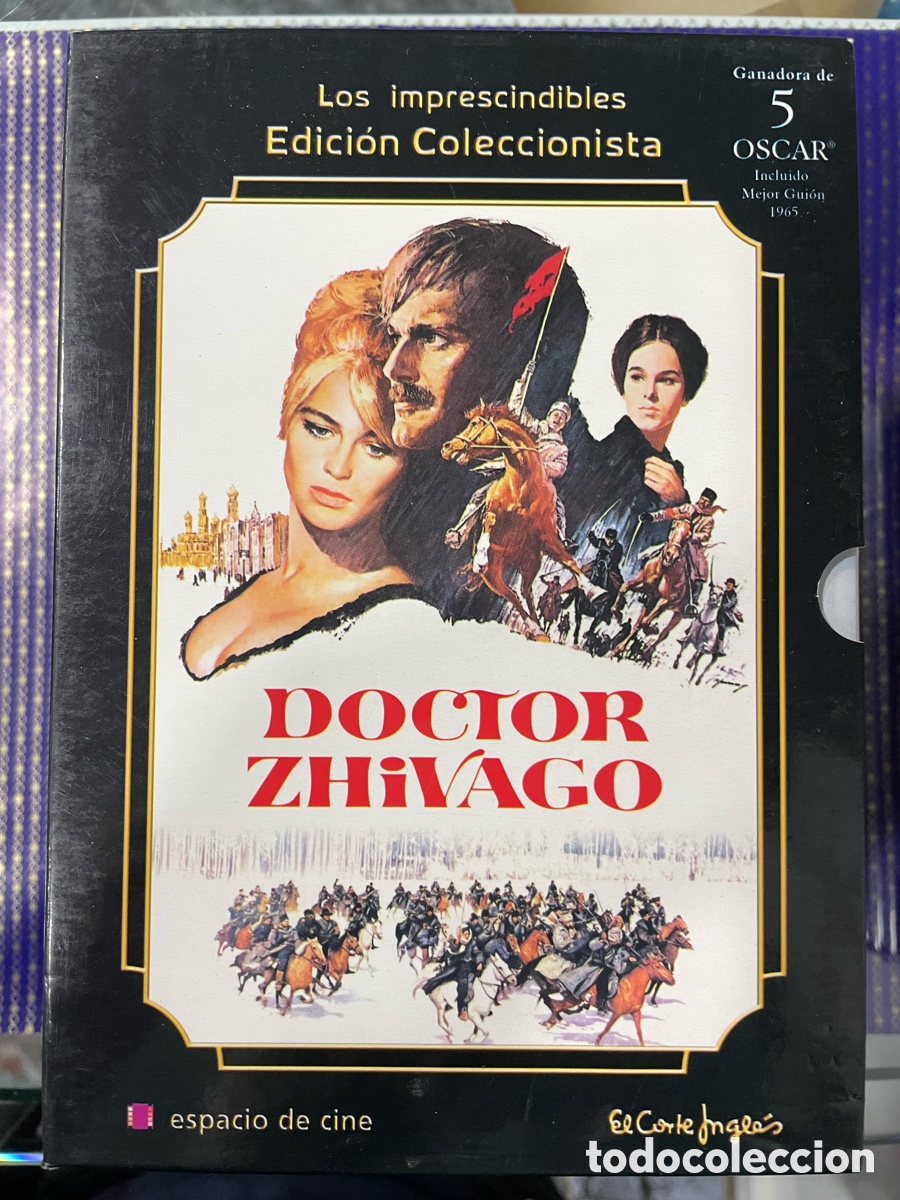 Los imprescindibles
Edición Coleccionista
Ganadora de
5
OSCAR®
Incluido
Mejor Guión
1965
DOCTOR
ZHiVAGO
espacio de cine
El Corte Inglés
todocoleccion